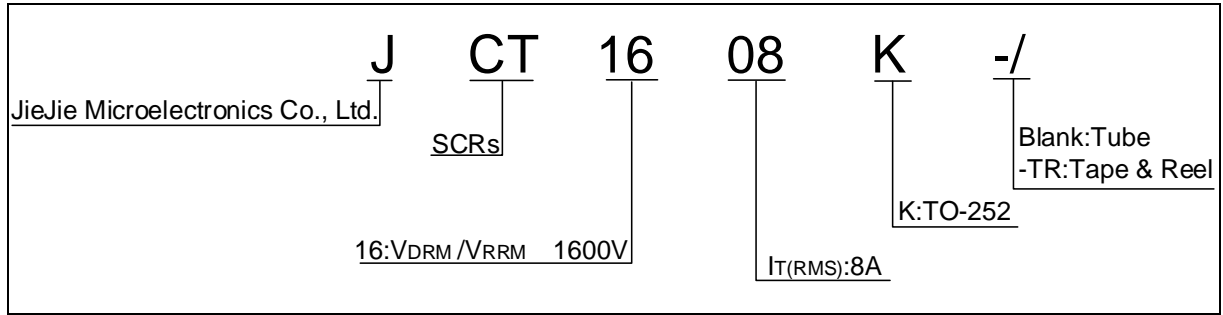 J CT 16 08 K -/
JieJie Microelectronics Co., Ltd.
SCRs
Blank:Tube
-TR:Tape & Reel
K:TO-252
16:VDRM /VRRM 1600V
IT(RMS):8A